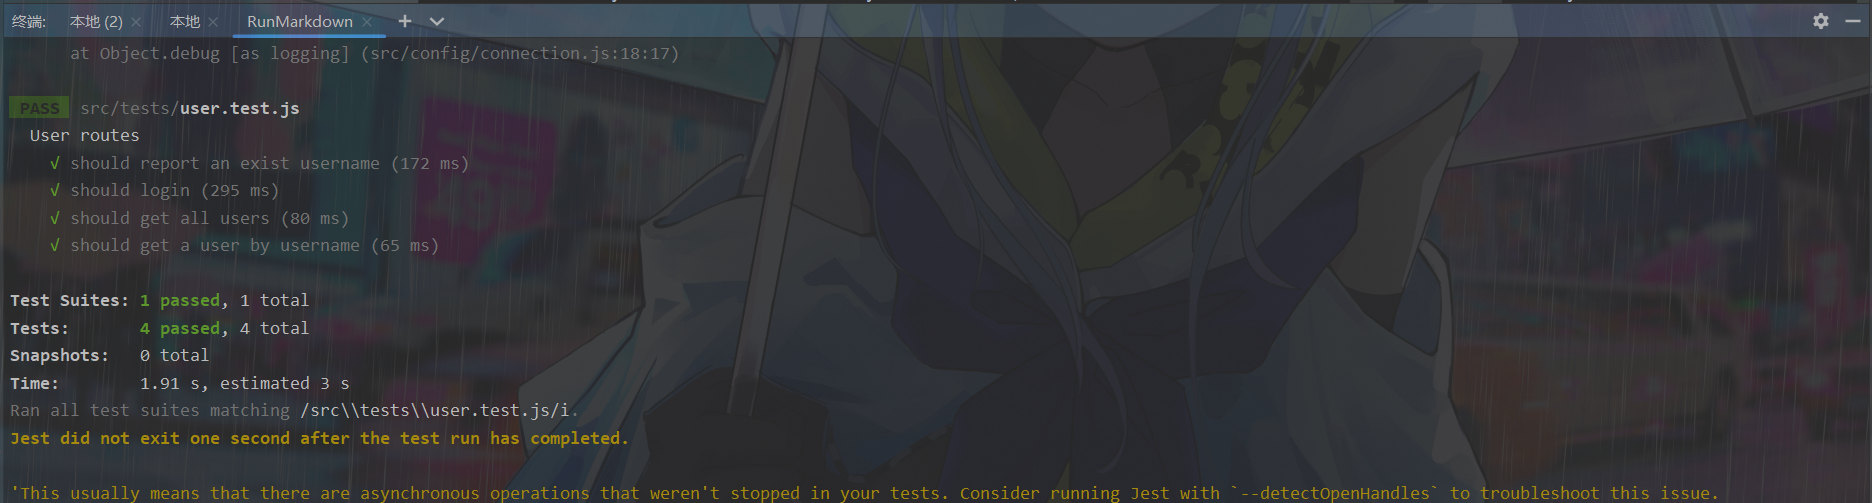 终端: 本地 (2) × 本地 × RunMarkdown ×
at Object.debug [as logging] (src/config/connection.js:18:17)
PASS src/tests/user.test.js
User routes
√ should report an exist username (172 ms)
√ should login (295 ms)
√ should get all users (80 ms)
√ should get a user by username (65 ms)
Test Suites: 1 passed, 1 total
Tests: 4 passed, 4 total
Snapshots: 0 total
Time: 1.91 s, estimated 3 s
Ran all test suites matching /src\\tests\\user.test.js/i.
Jest did not exit one second after the test run has completed.
'This usually means that there are asynchronous operations that weren't stopped in your tests. Consider running Jest with `--detectOpenHandles` to troubleshoot this issue.